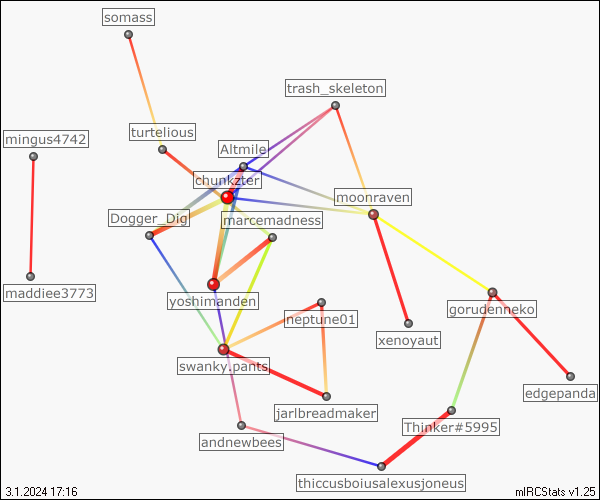 somass
trash_skeleton
mingus4742
turtelious
Altmile
chunkzter
moonraven
Dogger_Dig
marcemadness
maddiee3773
yoshimanden
gorudenneko
neptune01
xenoyaut
swanky.pants
edgepanda
jarlbreadmaker
Thinker#5995
andnewbees
thiccusboiusalexusjoneus
3.1.2024 17:16
mIRCStats v1.25